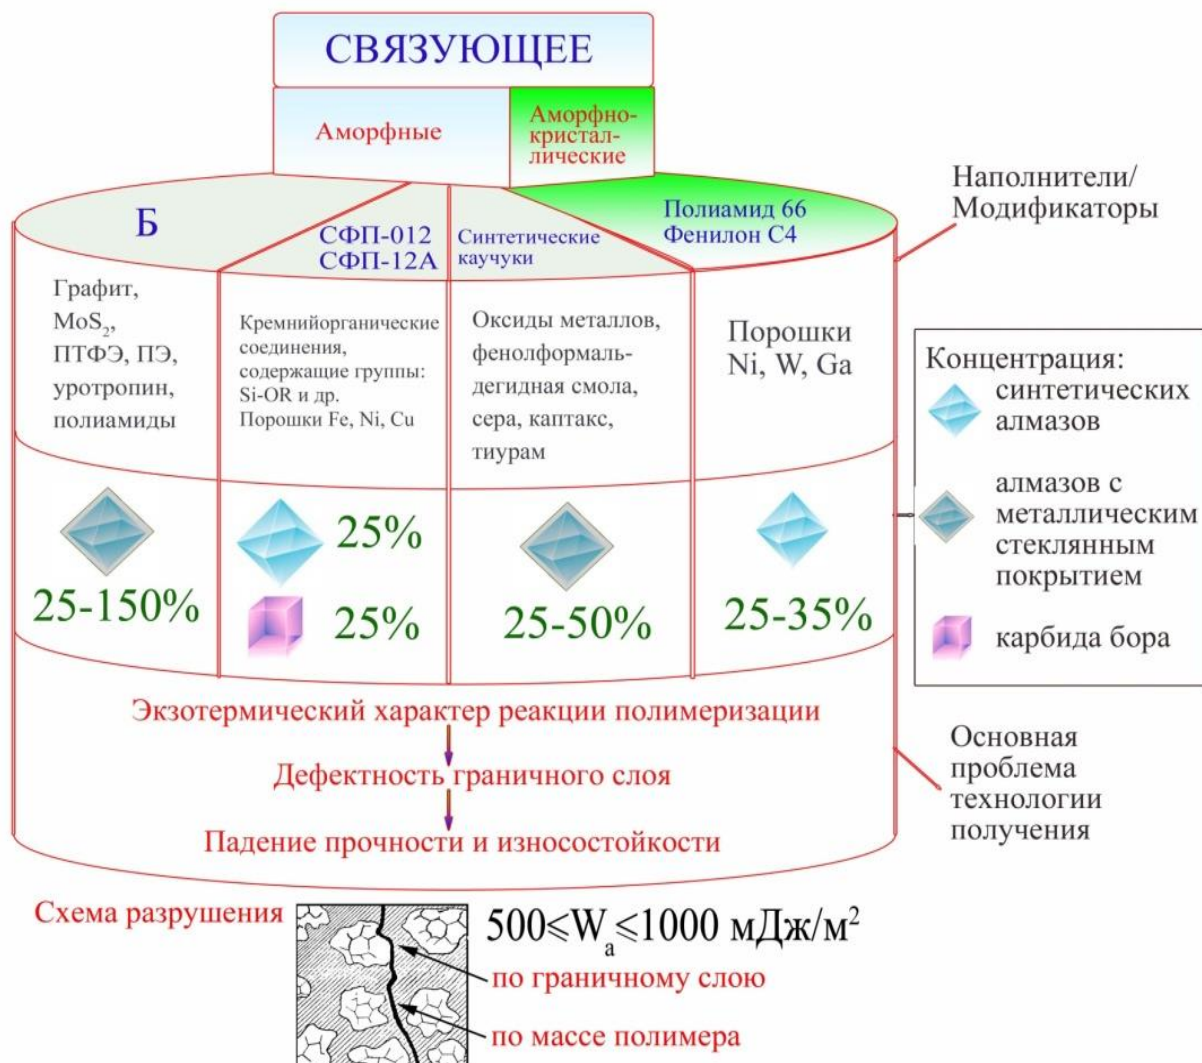 СВЯЗУЮЩЕЕ
Аморфные
Аморфно-
кристал-
лические
Б
СФП-012
СФП-12А
Синтетические
каучуки
Полиамид 66
Фенилон С4
Наполнители/
Модификаторы
Графит,
MoS₂,
ПТФЭ, ПЭ,
уротропин,
полиамиды
Кремнийорганические
соединения,
содержащие группы:
Si-OR и др.
Порошки Fe, Ni, Cu
Оксиды металлов,
фенолформаль-
дегидная смола,
сера, каптакс,
тиурам
Порошки
Ni, W, Ga
25-150%
25%
25%
25-50%
25-35%
Концентрация:
синтетических
алмазов
алмазов с
металлическим
стеклянным
покрытием
карбида бора
Экзотермический характер реакции полимеризации
Дефектность граничного слоя
Падение прочности и износостойкости
Основная
проблема
технологии
получения
Схема разрушения
500≤Wₐ≤1000 мДж/м²
по граничному слою
по массе полимера